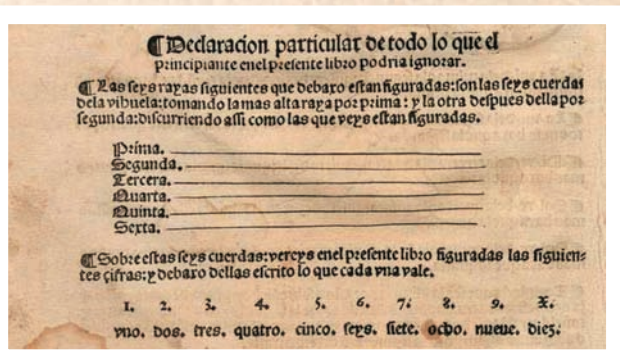 ¶ Declaracion particular de todo lo que el
principiante enel presente libro podria ignorar.
¶ Las seys rayas siguientes que debaxo estan figuradas: son las seys cuerdas
dela vihuela: tomando la mas alta raya por prima: y la otra despues della por
segunda: discurriendo assi como las que veys estan figuradas.
Prima.
Segunda.
Tercera.
Quarta.
Quinta.
Sexta.
¶ Sobre estas seys cuerdas: vereys enel presente libro figuradas las siguien=
tes çifras: y debaxo dellas escrito lo que cada vna vale.
1. 2. 3. 4. 5. 6. 7. 8. 9. X.
vno. dos. tres. quatro. cinco. seys. siete. ocho. nueue. diez.